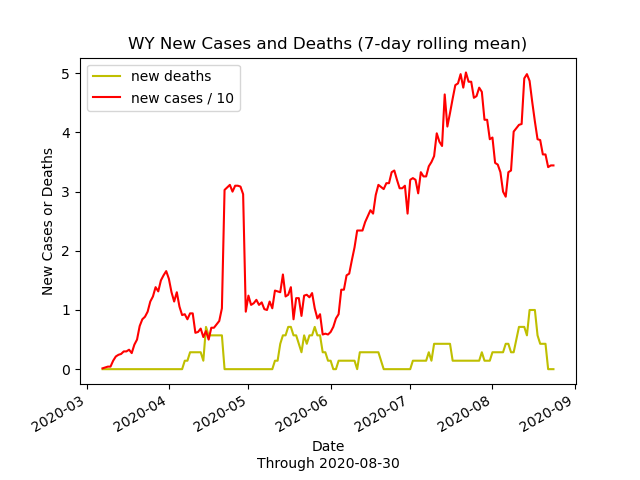 WY New Cases and Deaths (7-day rolling mean)
new deaths
new cases / 10
New Cases or Deaths
5
4
3
2
1
0
2020-03
2020-04
2020-05
2020-06
2020-07
2020-08
2020-09
Date
Through 2020-08-30